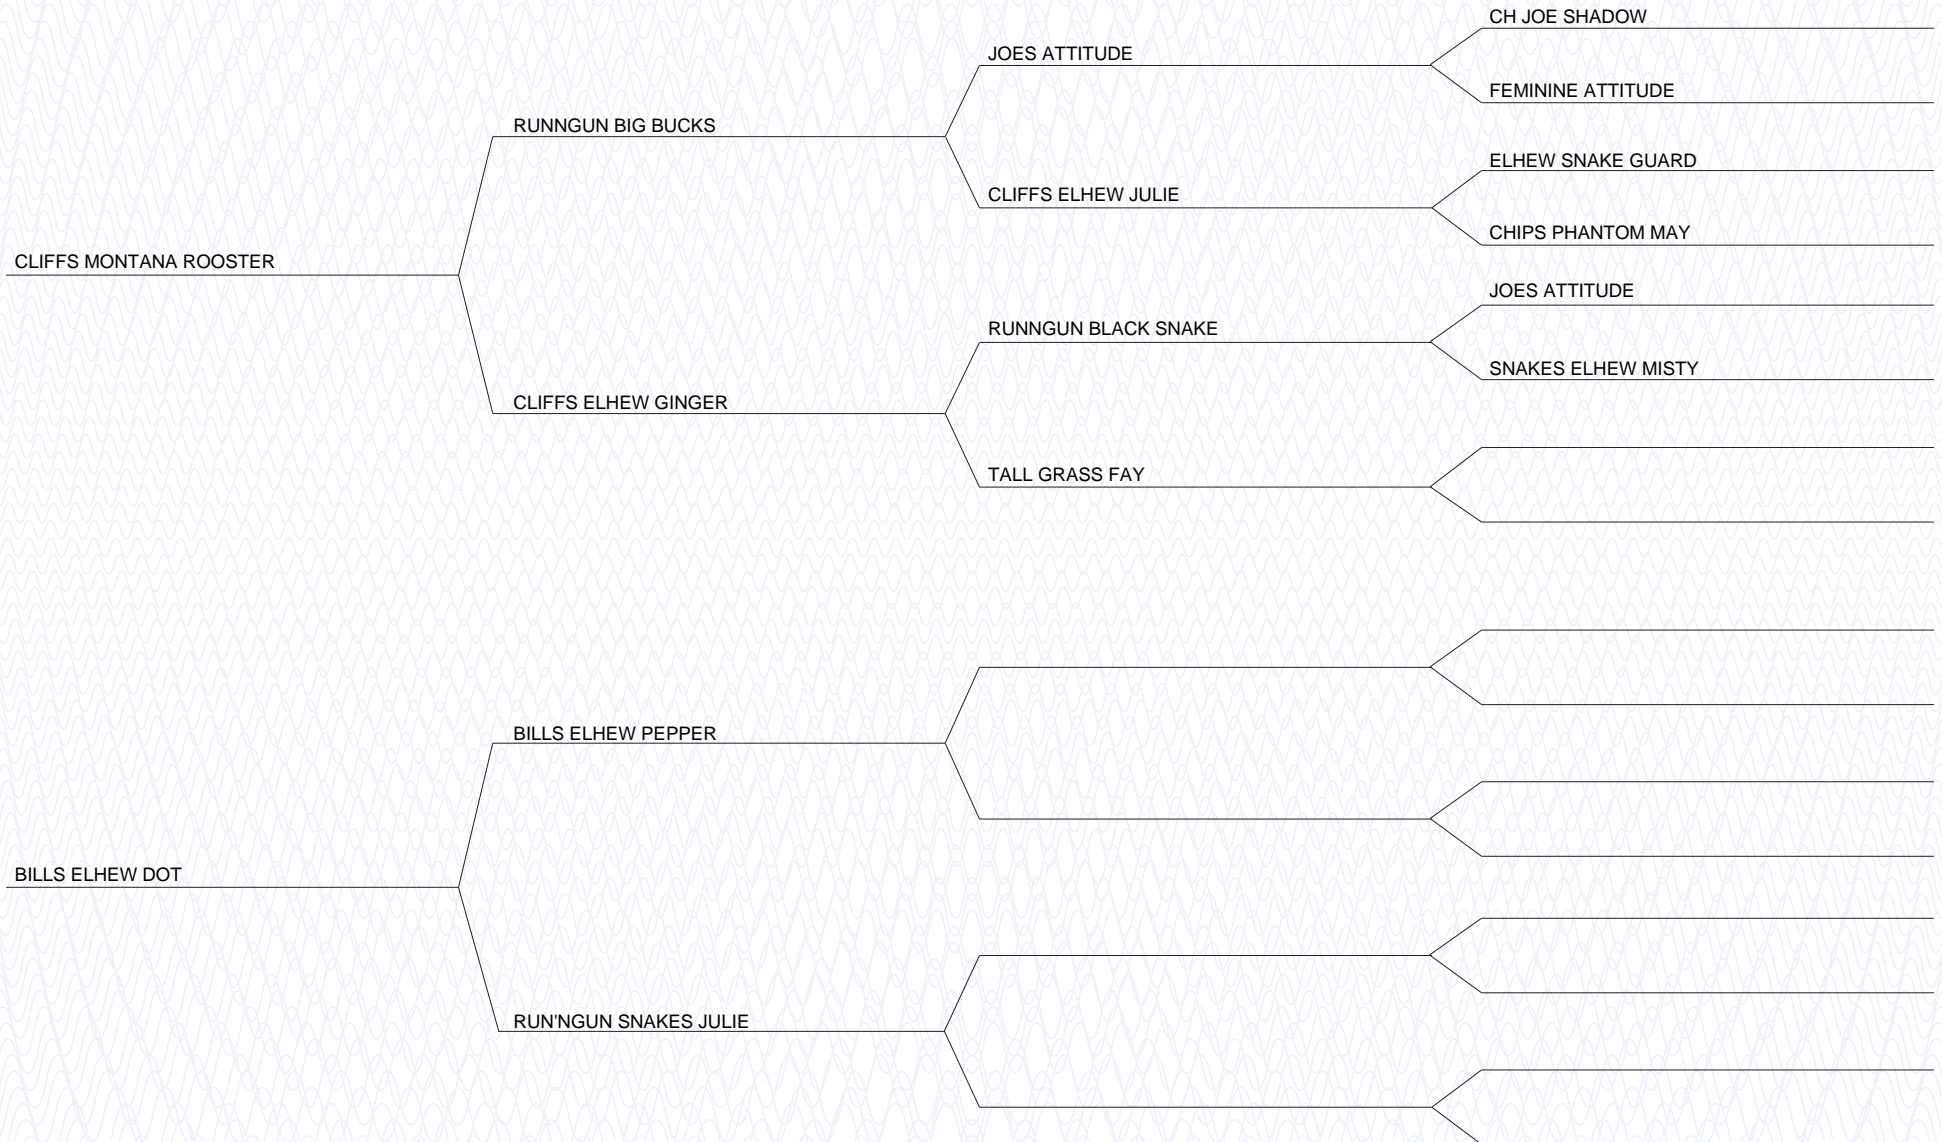 CH JOE SHADOW
JOES ATTITUDE
FEMININE ATTITUDE
RUNNGUN BIG BUCKS
ELHEW SNAKE GUARD
CLIFFS ELHEW JULIE
CHIPS PHANTOM MAY
CLIFFS MONTANA ROOSTER
JOES ATTITUDE
RUNNGUN BLACK SNAKE
SNAKES ELHEW MISTY
CLIFFS ELHEW GINGER
TALL GRASS FAY
BILLS ELHEW PEPPER
BILLS ELHEW DOT
RUN'NGUN SNAKES JULIE